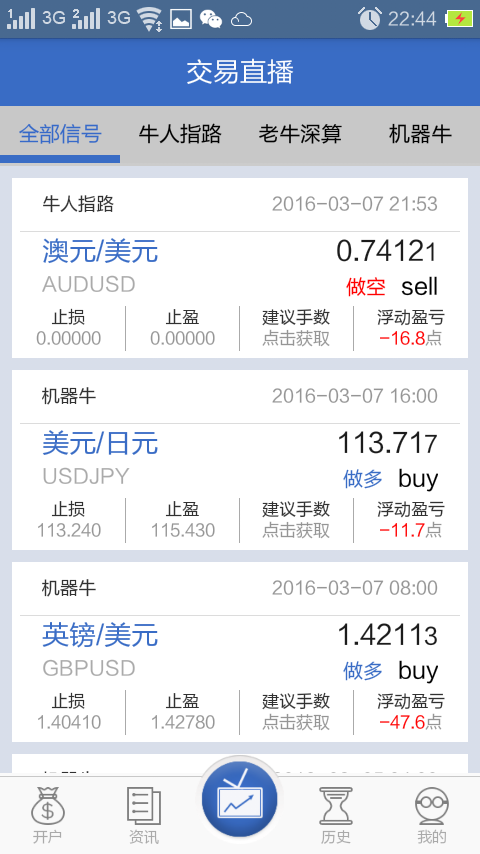 1 3G 2 3G 22:44
交易直播
全部信号 牛人指路 老牛深算 机器牛
牛人指路 2016-03-07 21:53
澳元/美元 0.74121
AUDUSD 做空 sell
止损 止盈 建议手数 浮动盈亏
0.00000 0.00000 点击获取 -16.8点
机器牛 2016-03-07 16:00
美元/日元 113.717
USDJPY 做多 buy
止损 止盈 建议手数 浮动盈亏
113.240 115.430 点击获取 -11.7点
机器牛 2016-03-07 08:00
英镑/美元 1.42113
GBPUSD 做多 buy
止损 止盈 建议手数 浮动盈亏
1.40410 1.42780 点击获取 -47.6点
开户 资讯 历史 我的